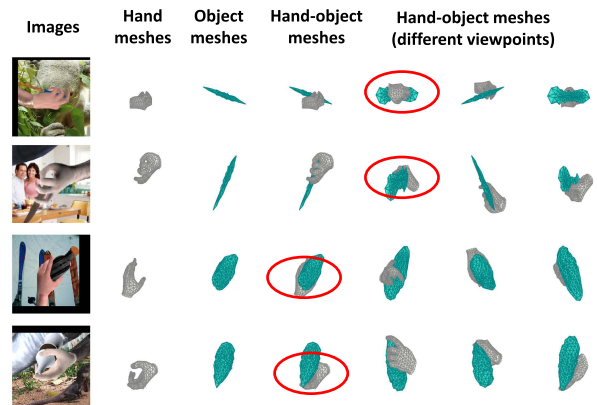 Images
Hand
meshes
Object
meshes
Hand-object
meshes
Hand-object meshes
(different viewpoints)